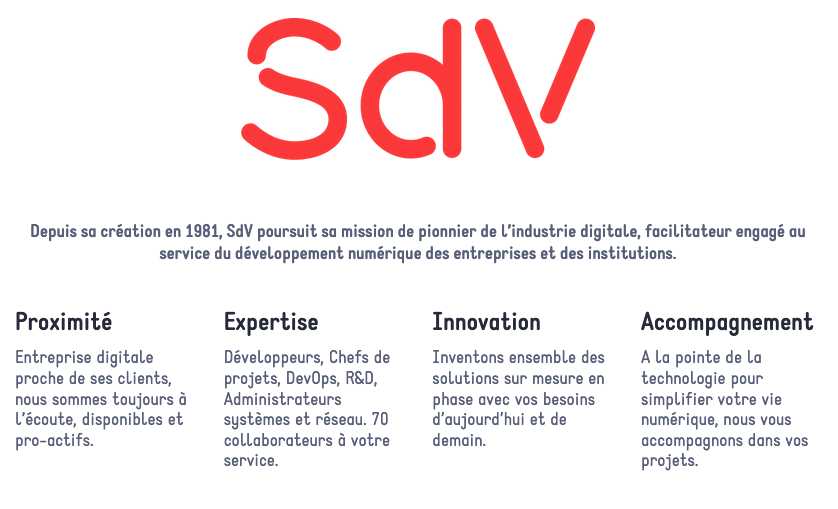 SdV
Depuis sa création en 1981, SdV poursuit sa mission de pionnier de l'industrie digitale, facilitateur engagé au
service du développement numérique des entreprises et des institutions.
Proximité
Entreprise digitale
proche de ses clients,
nous sommes toujours à
l'écoute, disponibles et
pro-actifs.
Expertise
Développeurs, Chefs de
projets, DevOps, R&D,
Administrateurs
systèmes et réseau. 70
collaborateurs à votre
service.
Innovation
Inventons ensemble des
solutions sur mesure en
phase avec vos besoins
d'aujourd'hui et de
demain.
Accompagnement
A la pointe de la
technologie pour
simplifier votre vie
numérique, nous vous
accompagnons dans vos
projets.